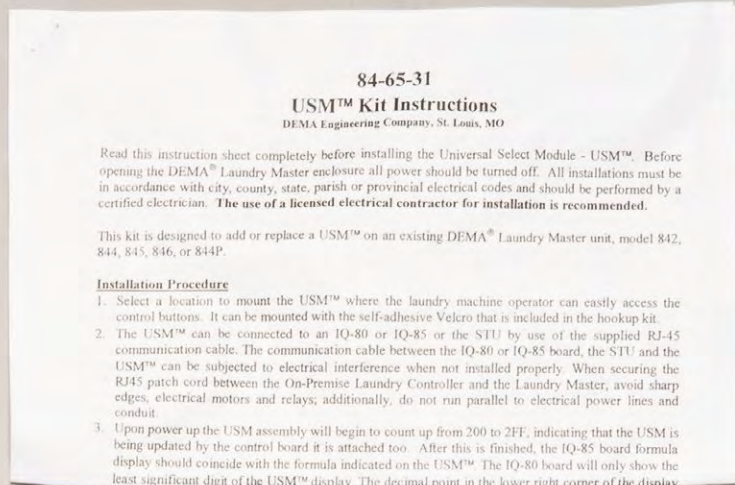 84-65-31
USM™ Kit Instructions
DEMA Engineering Company, St. Louis, MO
Read this instruction sheet completely before installing the Universal Select Module - USM™. Before
opening the DEMA® Laundry Master enclosure all power should be turned off. All installations must be
in accordance with city, county, state, parish or provincial electrical codes and should be performed by a
certified electrician. The use of a licensed electrical contractor for installation is recommended.
This kit is designed to add or replace a USM™ on an existing DEMA® Laundry Master unit, model 842,
844, 845, 846, or 844P.
Installation Procedure
1. Select a location to mount the USM™ where the laundry machine operator can easily access the
control buttons. It can be mounted with the self-adhesive Velcro that is included in the hookup kit.
2. The USM™ can be connected to an IQ-80 or IQ-85 or the STU by use of the supplied RJ-45
communication cable. The communication cable between the IQ-80 or IQ-85 board, the STU and the
USM™ can be subjected to electrical interference when not installed properly. When securing the
RJ45 patch cord between the On-Premise Laundry Controller and the Laundry Master, avoid sharp
edges, electrical motors and relays; additionally, do not run parallel to electrical power lines and
conduit.
3. Upon power up the USM assembly will begin to count up from 200 to 2FF, indicating that the USM is
being updated by the control board it is attached too. After this is finished, the IQ-85 board formula
display should coincide with the formula indicated on the USM™. The IQ-80 board will only show the
least significant digit of the USM™ display. The decimal point in the lower right corner of the display